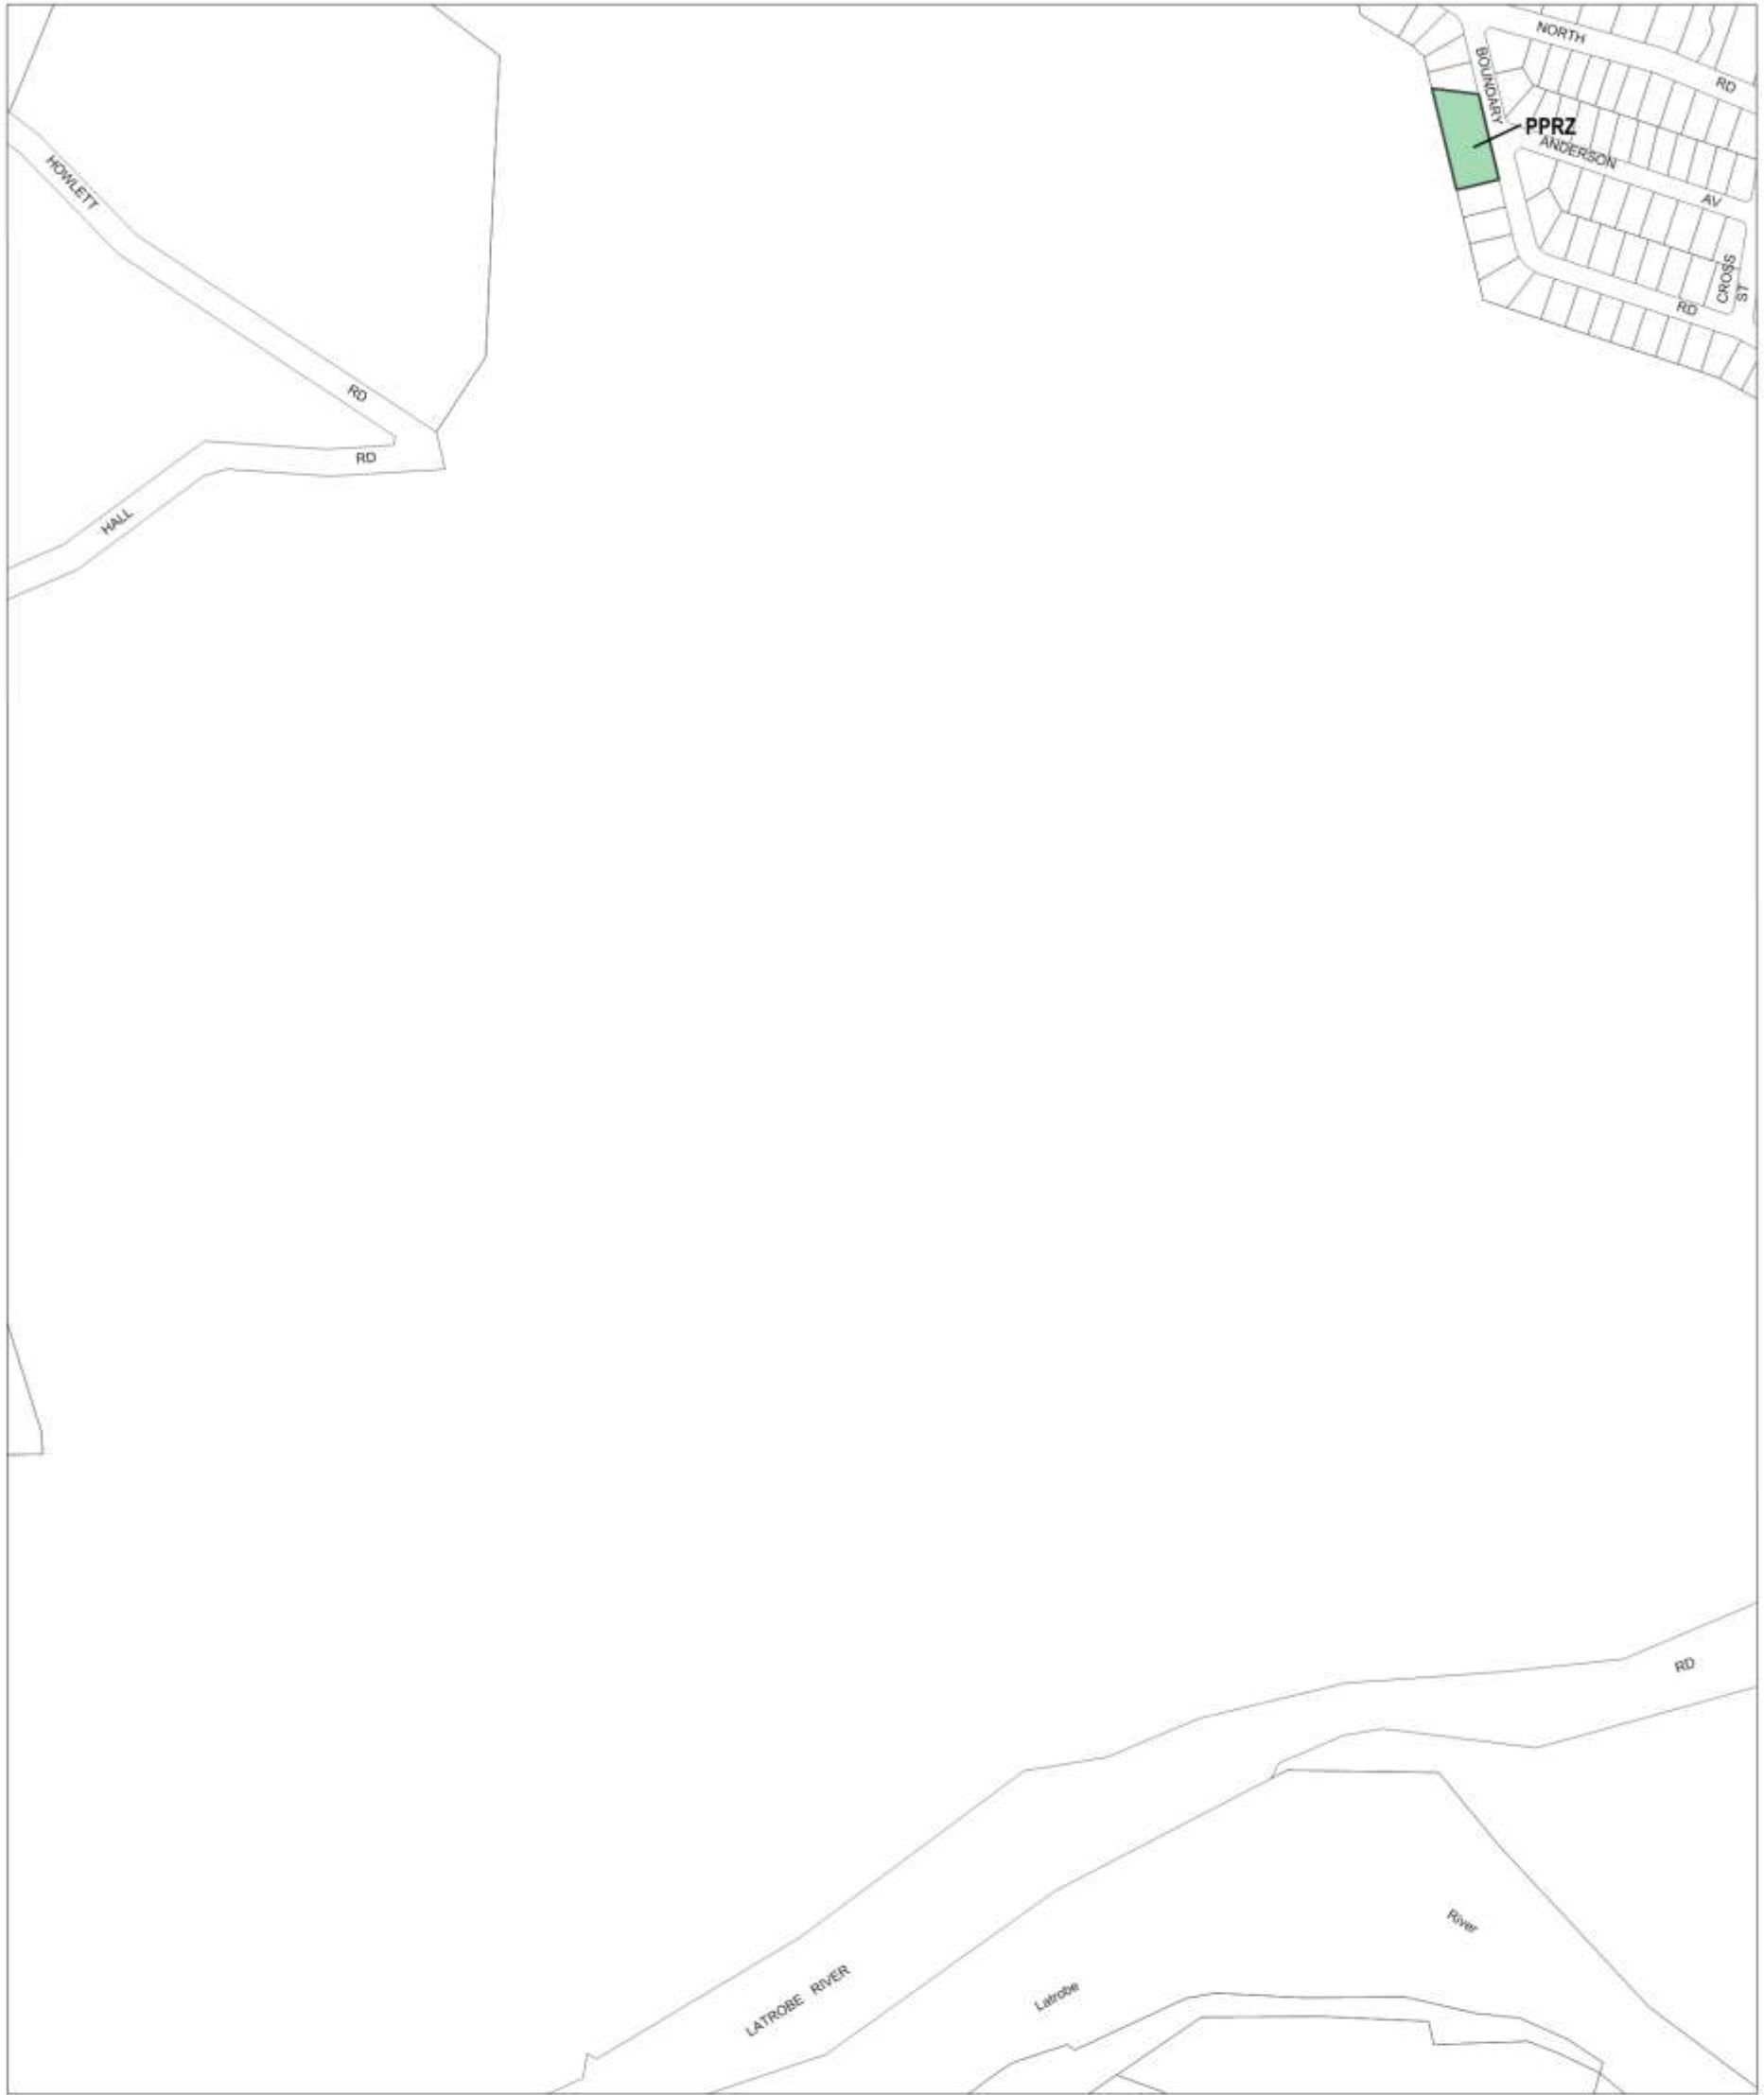 NORTH
RD
BOUNDARY
PPRZ
ANDERSON
AV
HOWLETT
CROSS
ST
RD
RD
RD
HALL
RD
River
LATROBE RIVER
Latrobe